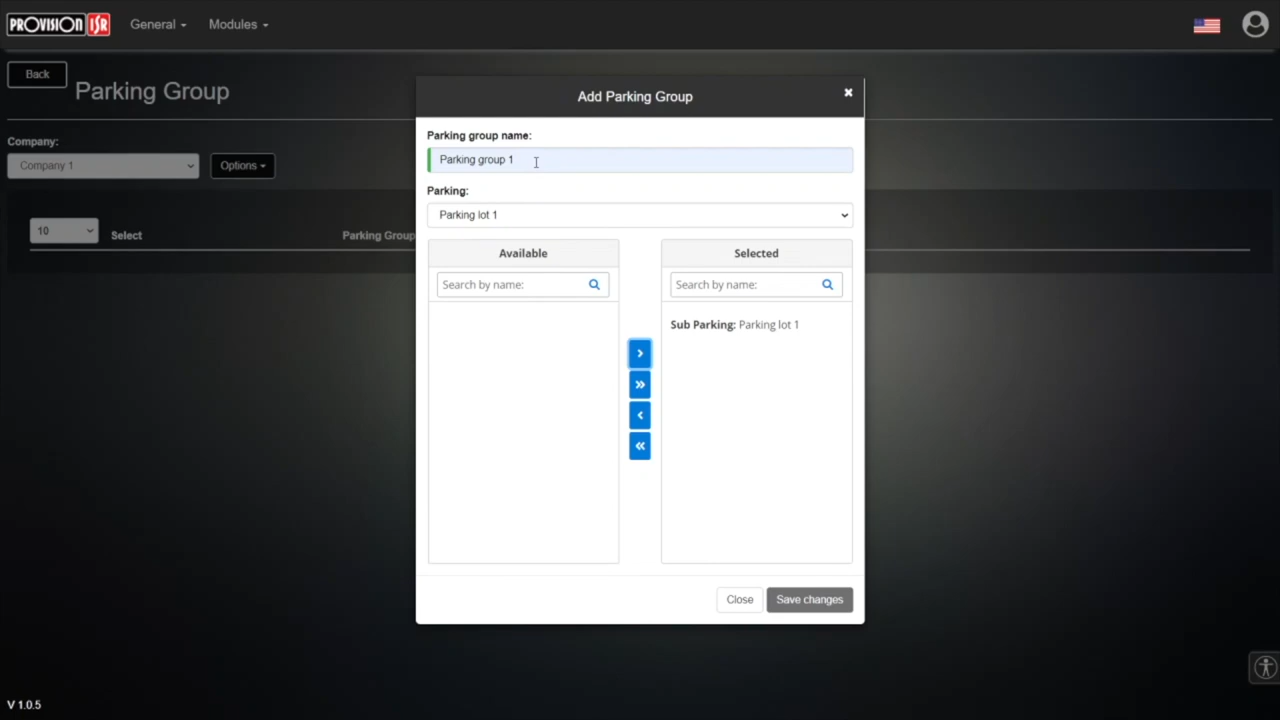 PROVISION ISR
General
Modules
Back
Parking Group
Company:
Company 1
Options
10
Select
Parking Group
Add Parking Group
Parking group name:
Parking group 1
Parking:
Parking lot 1
Available
Search by name:
Selected
Search by name:
Sub Parking: Parking lot 1
Close
Save changes
V 1.0.5